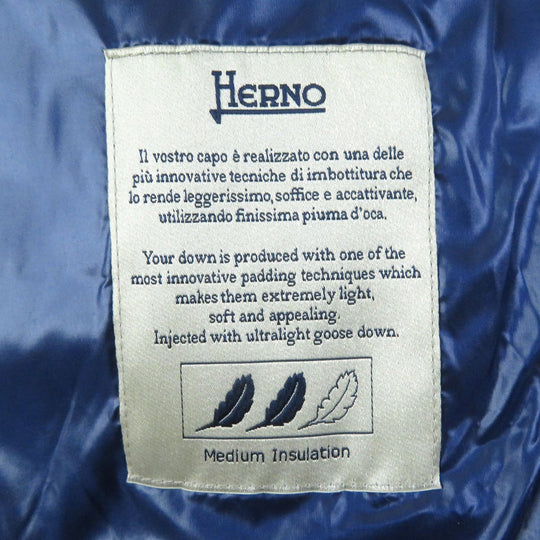 HERNO
Il vostro capo è realizzato con una delle
più innovative tecniche di imbottitura che
lo rende leggerissimo, soffice e accattivante,
utilizzando finissima piuma d'oca.
Your down is produced with one of the
most innovative padding techniques which
makes them extremely light,
soft and appealing.
Injected with ultralight goose down.
Medium Insulation